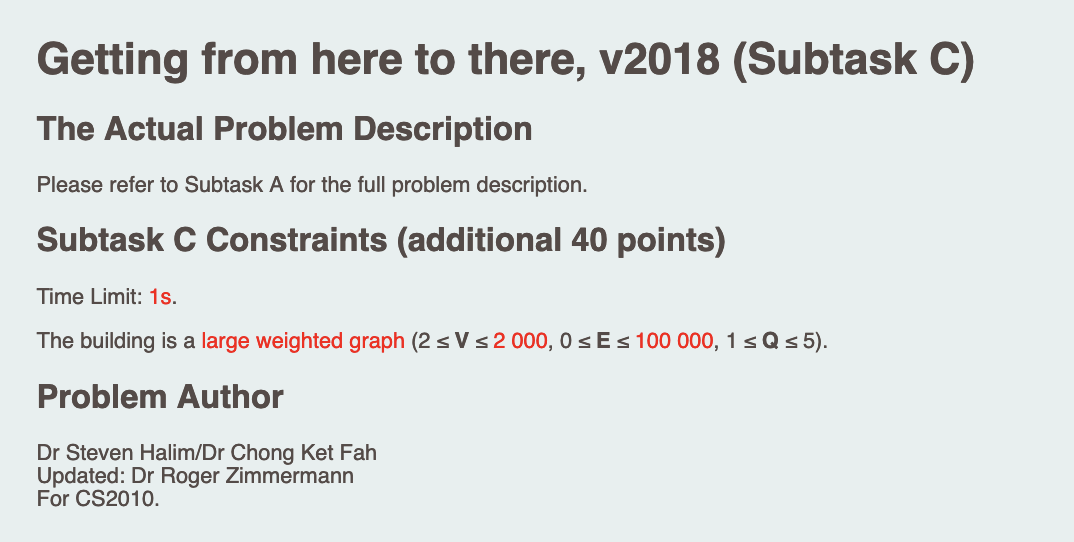 Getting from here to there, v2018 (Subtask C)
The Actual Problem Description
Please refer to Subtask A for the full problem description.
Subtask C Constraints (additional 40 points)
Time Limit: 1s.
The building is a large weighted graph (2 ≤ V ≤ 2 000, 0 ≤ E ≤ 100 000, 1 ≤ Q ≤ 5).
Problem Author
Dr Steven Halim/Dr Chong Ket Fah
Updated: Dr Roger Zimmermann
For CS2010.